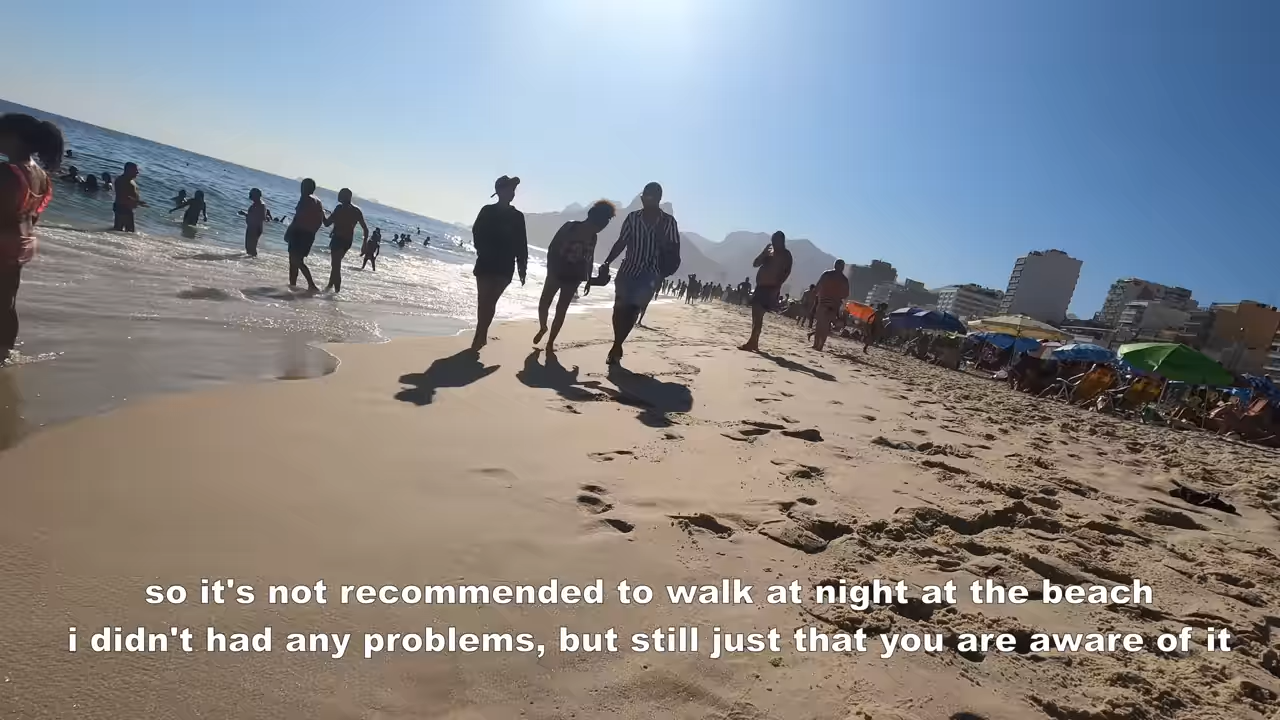 so it's not recommended to walk at night at the beach
i didn't had any problems, but still just that you are aware of it